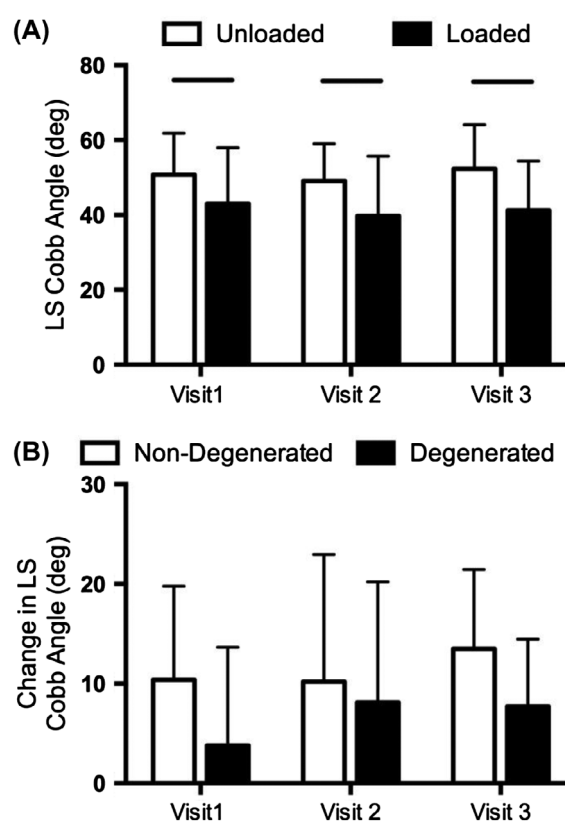 (A) Unloaded Loaded
80
60
40
20
0
LS Cobb Angle (deg)
Visit1 Visit 2 Visit 3
(B) Non-Degenerated Degenerated
30
20
10
0
Change in LS
Cobb Angle (deg)
Visit1 Visit 2 Visit 3